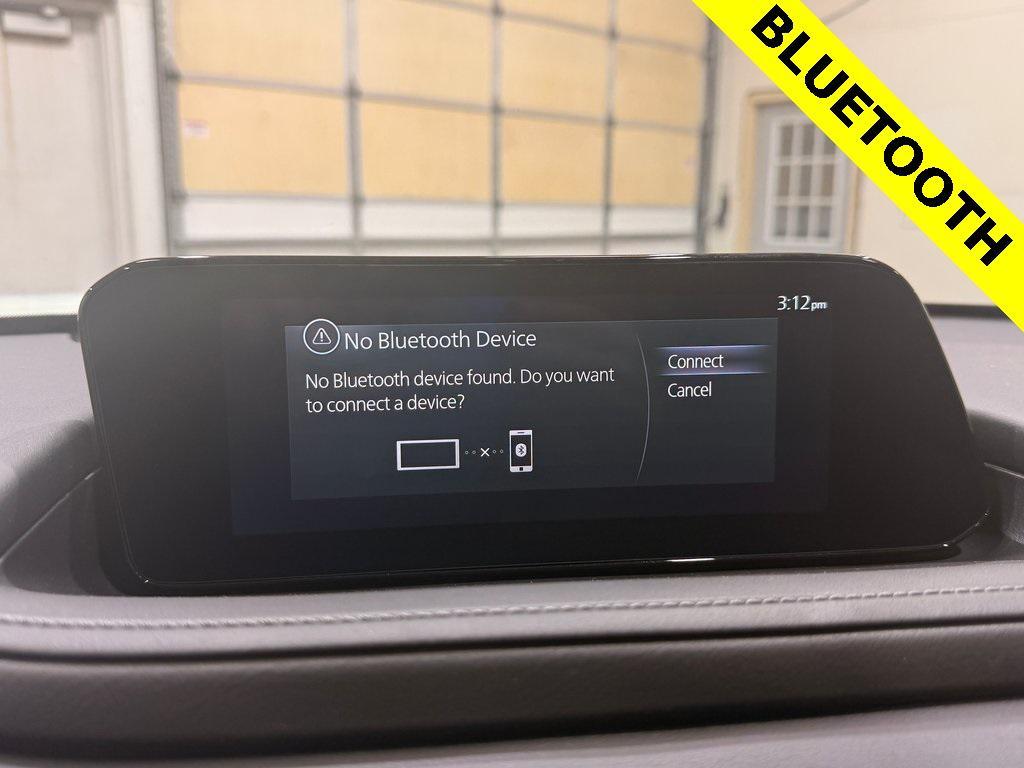 BLUETOOTH
3:12pm
No Bluetooth Device
No Bluetooth device found. Do you want
to connect a device?
Connect
Cancel